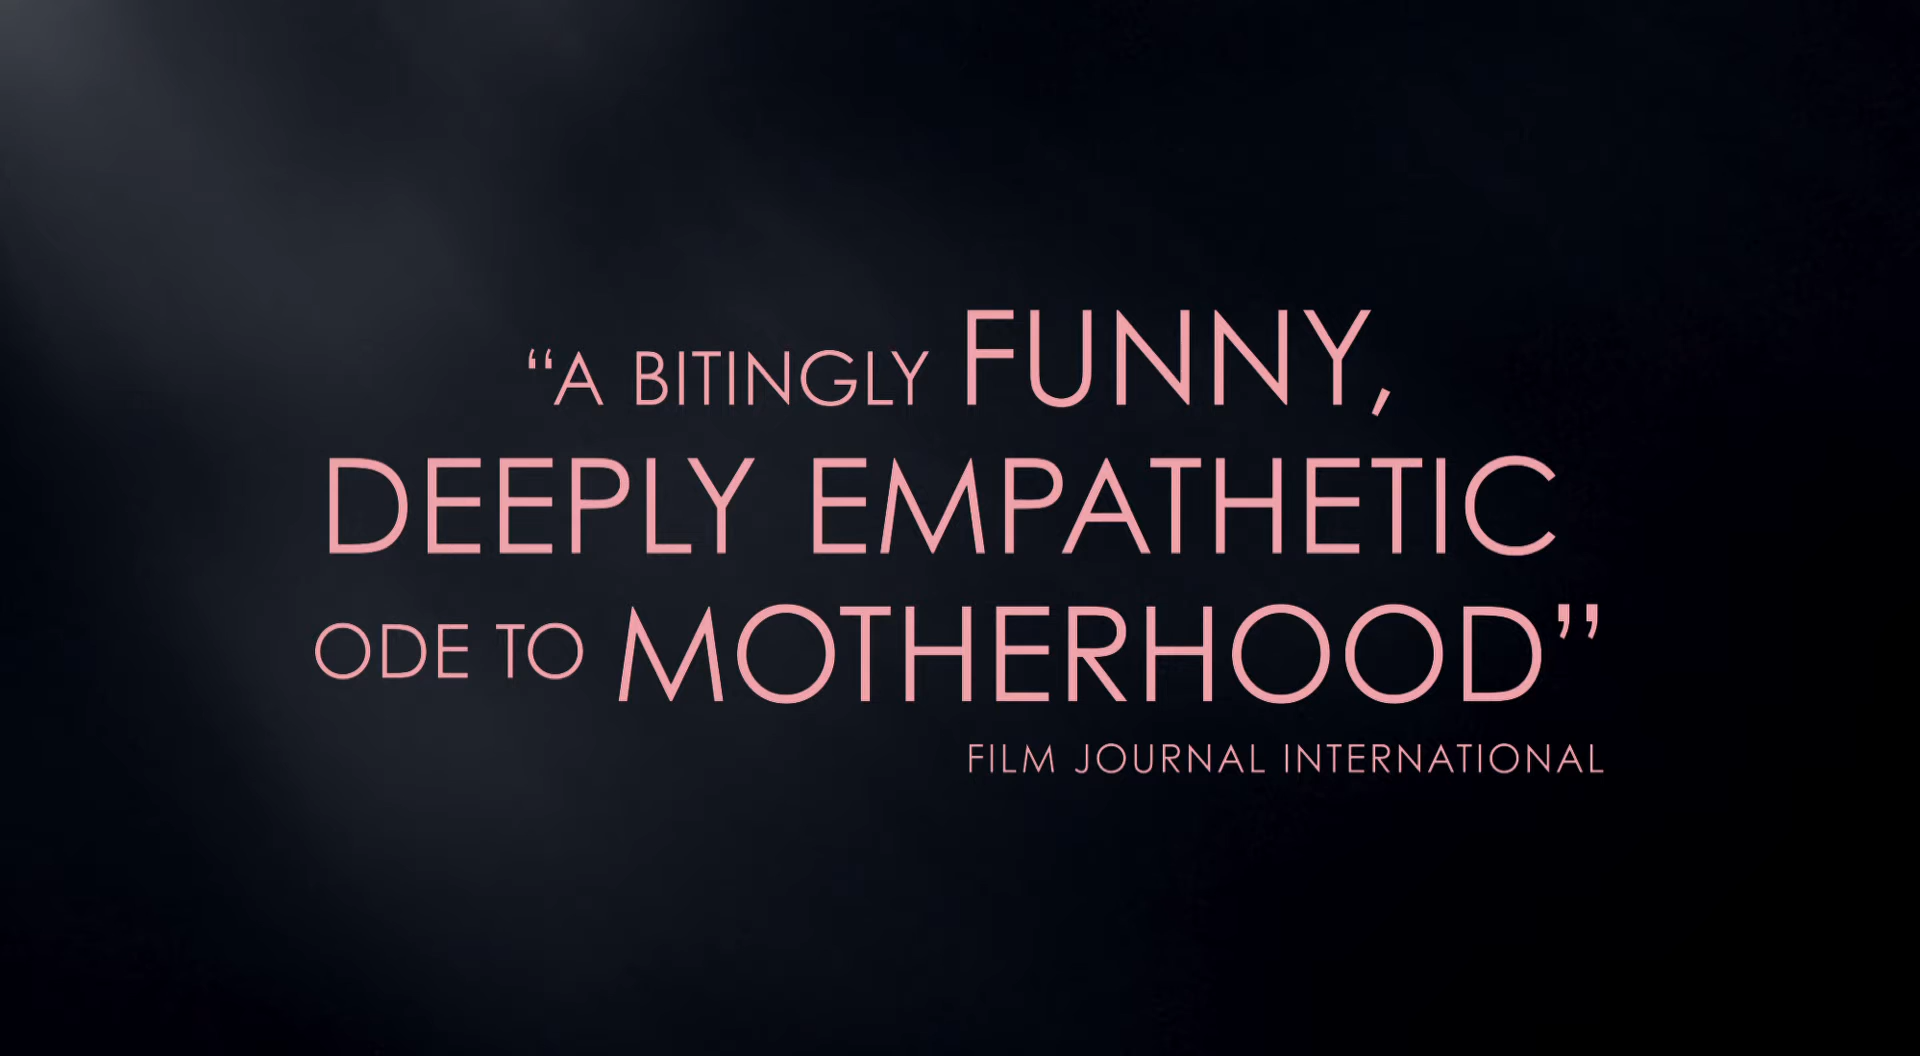 “A BITINGLY FUNNY,
DEEPLY EMPATHETIC
ODE TO MOTHERHOOD”
FILM JOURNAL INTERNATIONAL